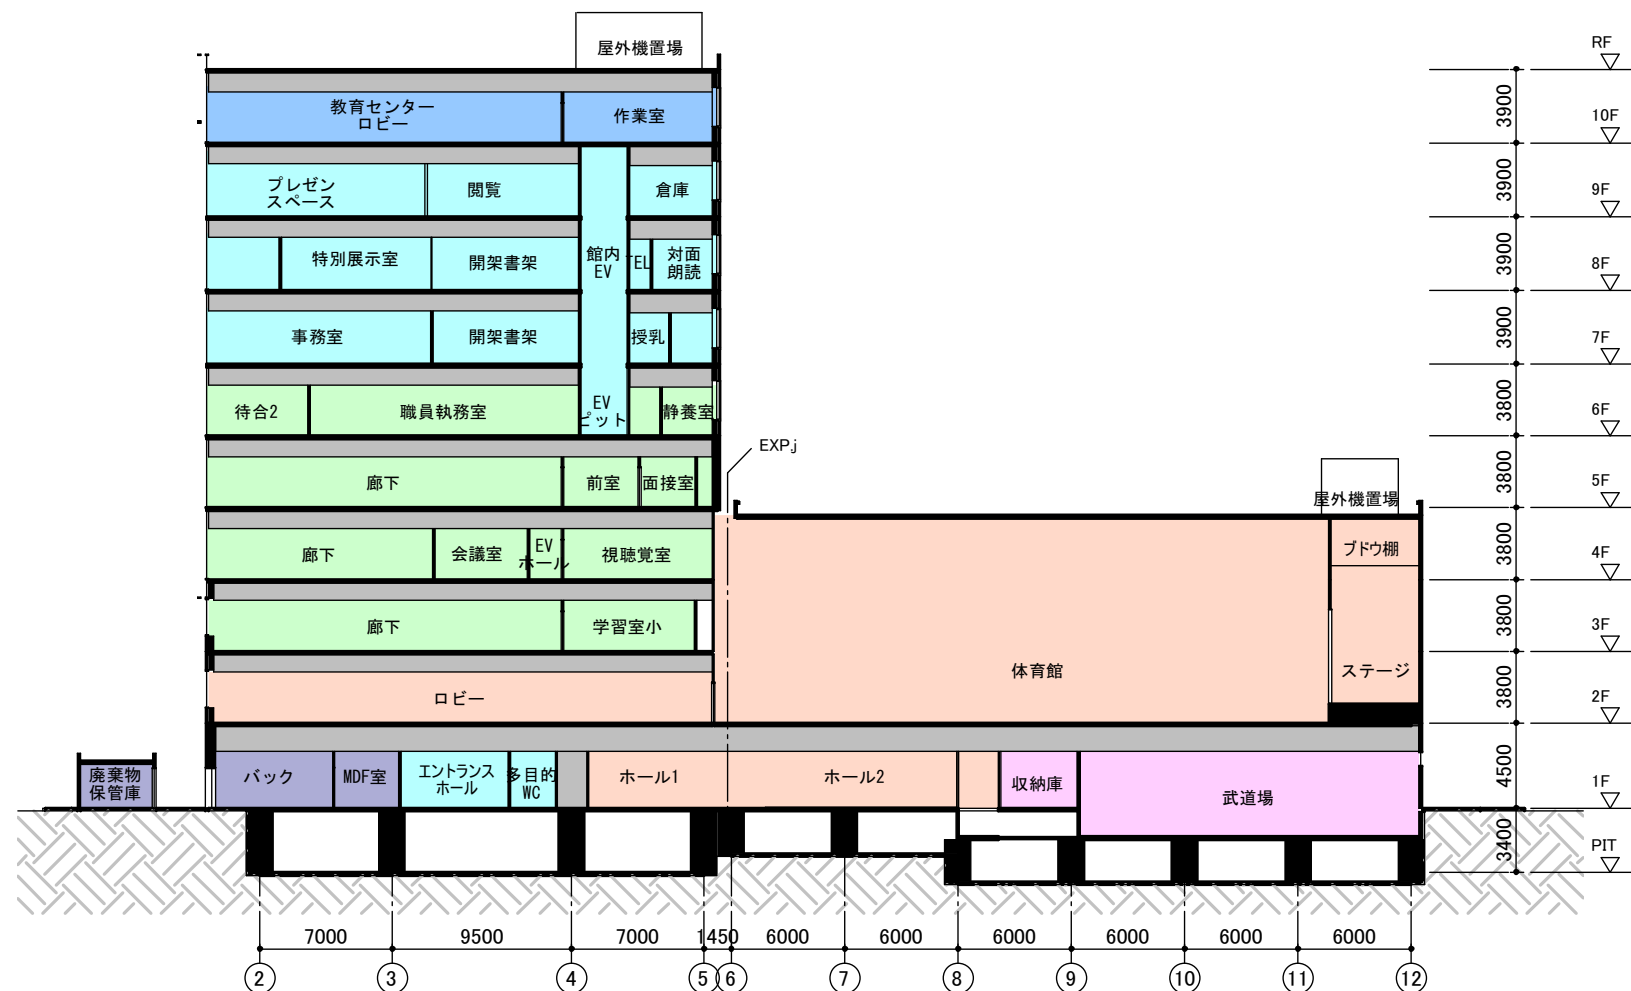 屋外機置場
RF
教育センター
ロビー
作業室
3900
10F
プレゼン
スペース
閲覧
倉庫
3900
9F
特別展示室
開架書架
館内
EV
TEL
対面
朗読
3900
8F
事務室
開架書架
授乳
3900
7F
待合2
職員執務室
EV
ピット
静養室
3800
6F
EXP.j
廊下
前室
面接室
屋外機置場
3800
5F
廊下
会議室
EV
ホール
視聴覚室
ブドウ棚
3800
4F
廊下
学習室小
3800
3F
ロビー
体育館
ステージ
3800
2F
廃棄物
保管庫
バック
MDF室
エントランス
ホール
多目的
WC
ホール1
ホール2
収納庫
武道場
4500
1F
3400
PIT
7000
9500
7000
1450
6000
6000
6000
6000
6000
6000
2
3
4
5
6
7
8
9
10
11
12